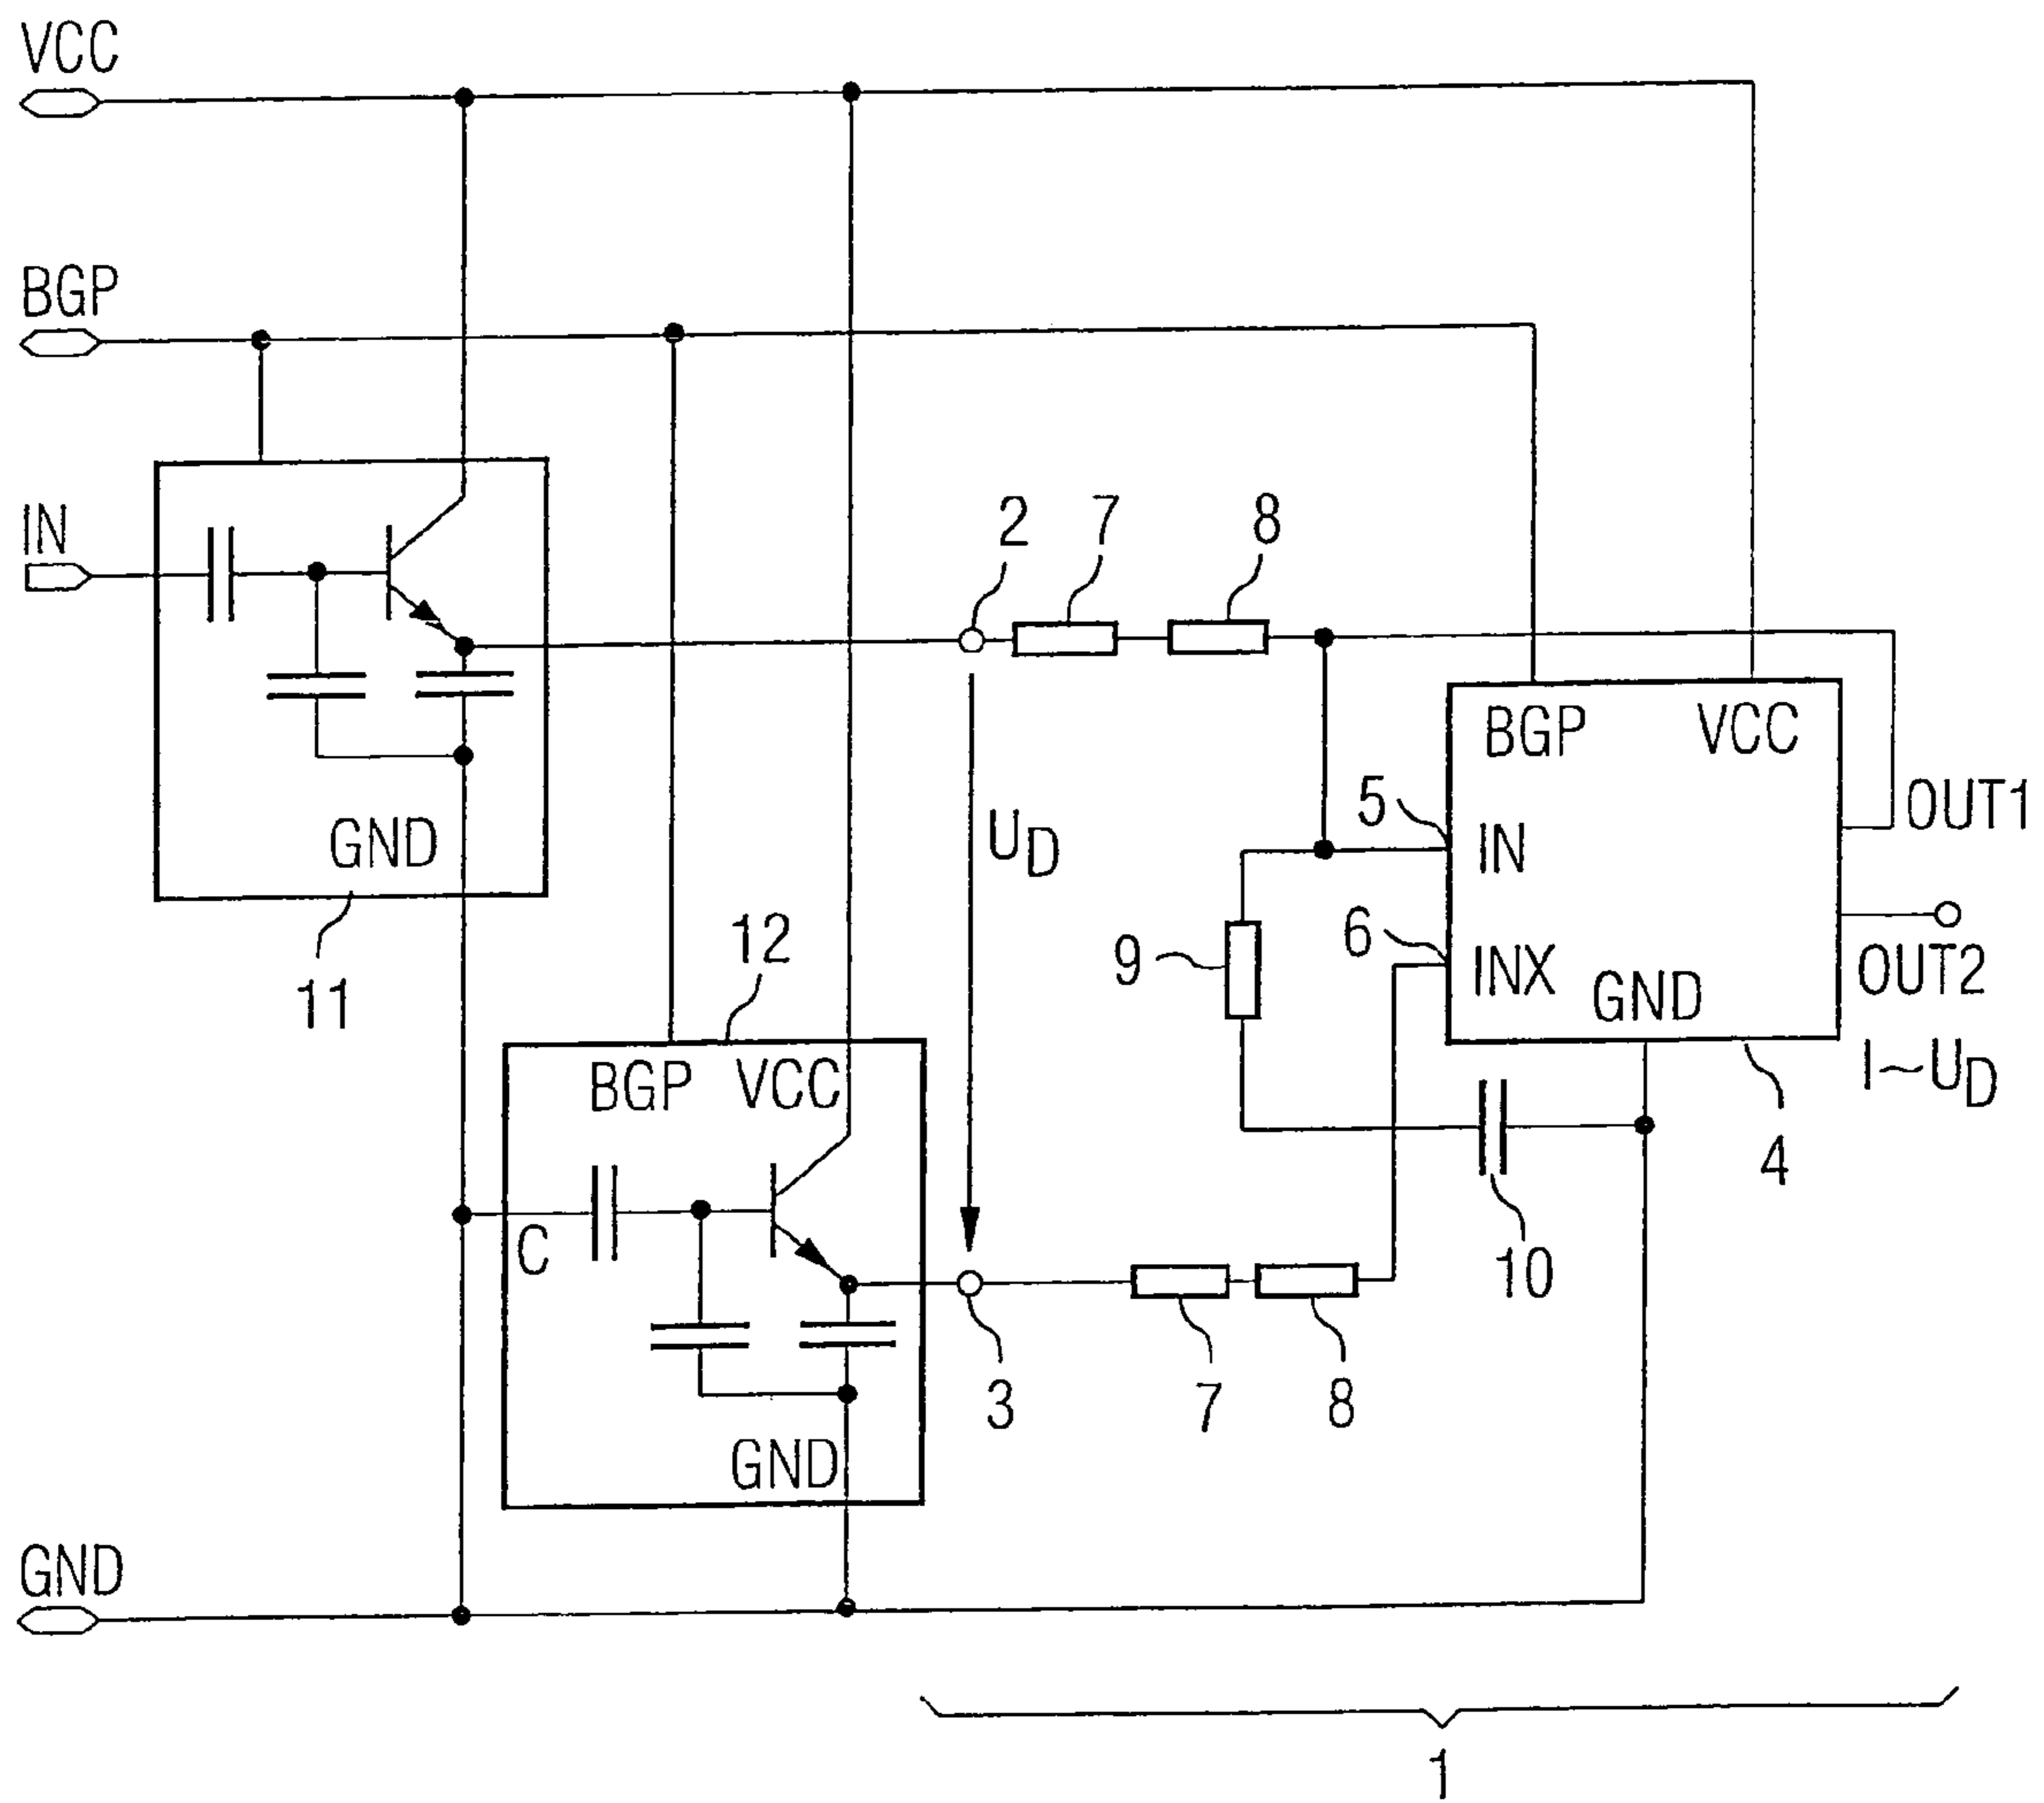 VCC
BGP
IN
2
7
8
BGP
VCC
5
OUT1
IN
GND
UD
12
6
9
INX
GND
OUT2
11
BGP
VCC
I~UD
4
C
10
3
7
8
GND
GND
1